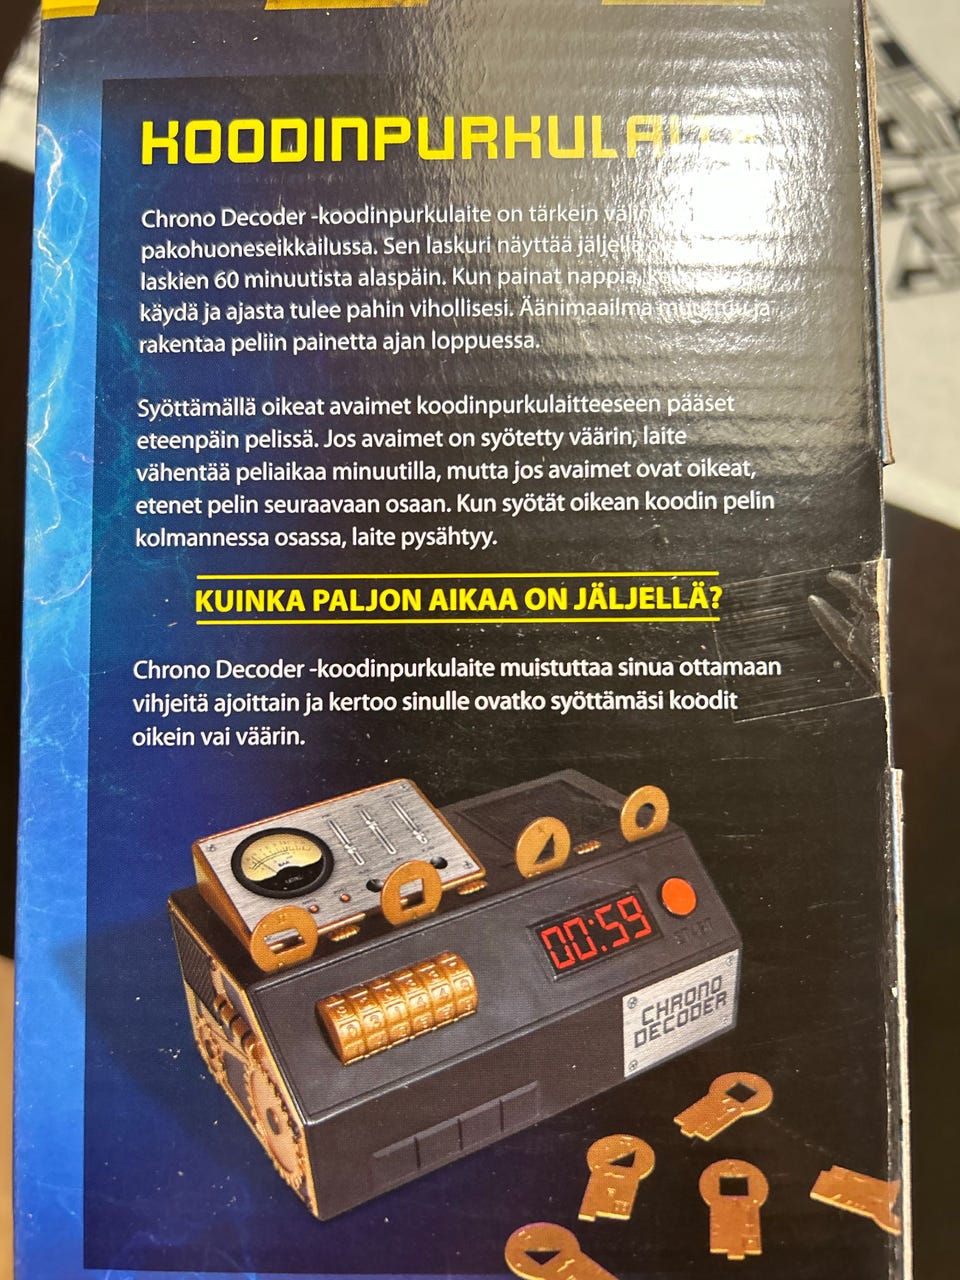 KOODINPURKULAITE
Chrono Decoder -koodinpurkulaite on tärkein
pakohuoneseikkailussa. Sen laskuri näyttää
laskien 60 minuutista alaspäin. Kun painat nappia,
käydä ja ajasta tulee pahin vihollisesi. Äänimaailma muuttuu ja
rakentaa peliin painetta ajan loppuessa.
Syöttämällä oikeat avaimet koodinpurkulaitteeseen pääset
eteenpäin pelissä. Jos avaimet on syötetty väärin, laite
vähentää peliaikaa minuutilla, mutta jos avaimet ovat oikeat,
etenet pelin seuraavaan osaan. Kun syötät oikean koodin pelin
kolmannessa osassa, laite pysähtyy.
KUINKA PALJON AIKAA ON JÄLJELLÄ?
Chrono Decoder -koodinpurkulaite muistuttaa sinua ottamaan
vihjeitä ajoittain ja kertoo sinulle ovatko syöttämäsi koodit
oikein vai väärin.
00:59
START
CHRONO
DECODER